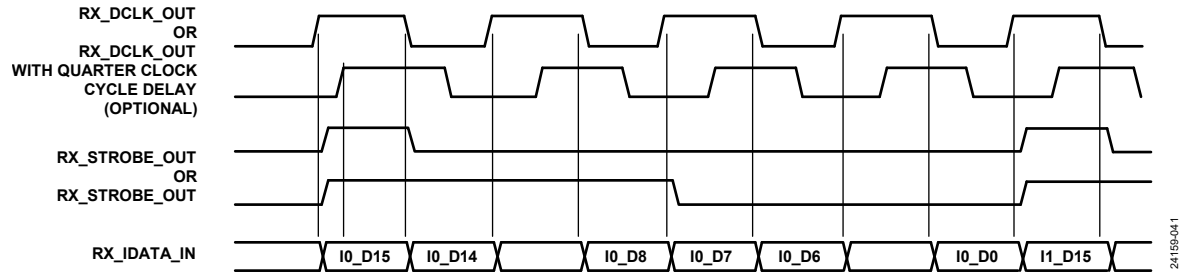 RX_DCLK_OUT
OR
RX_DCLK_OUT
WITH QUARTER CLOCK
CYCLE DELAY
(OPTIONAL)
RX_STROBE_OUT
OR
RX_STROBE_OUT
RX_IDATA_IN
I0_D15 I0_D14 I0_D8 I0_D7 I0_D6 I0_D0 I1_D15
24159-041